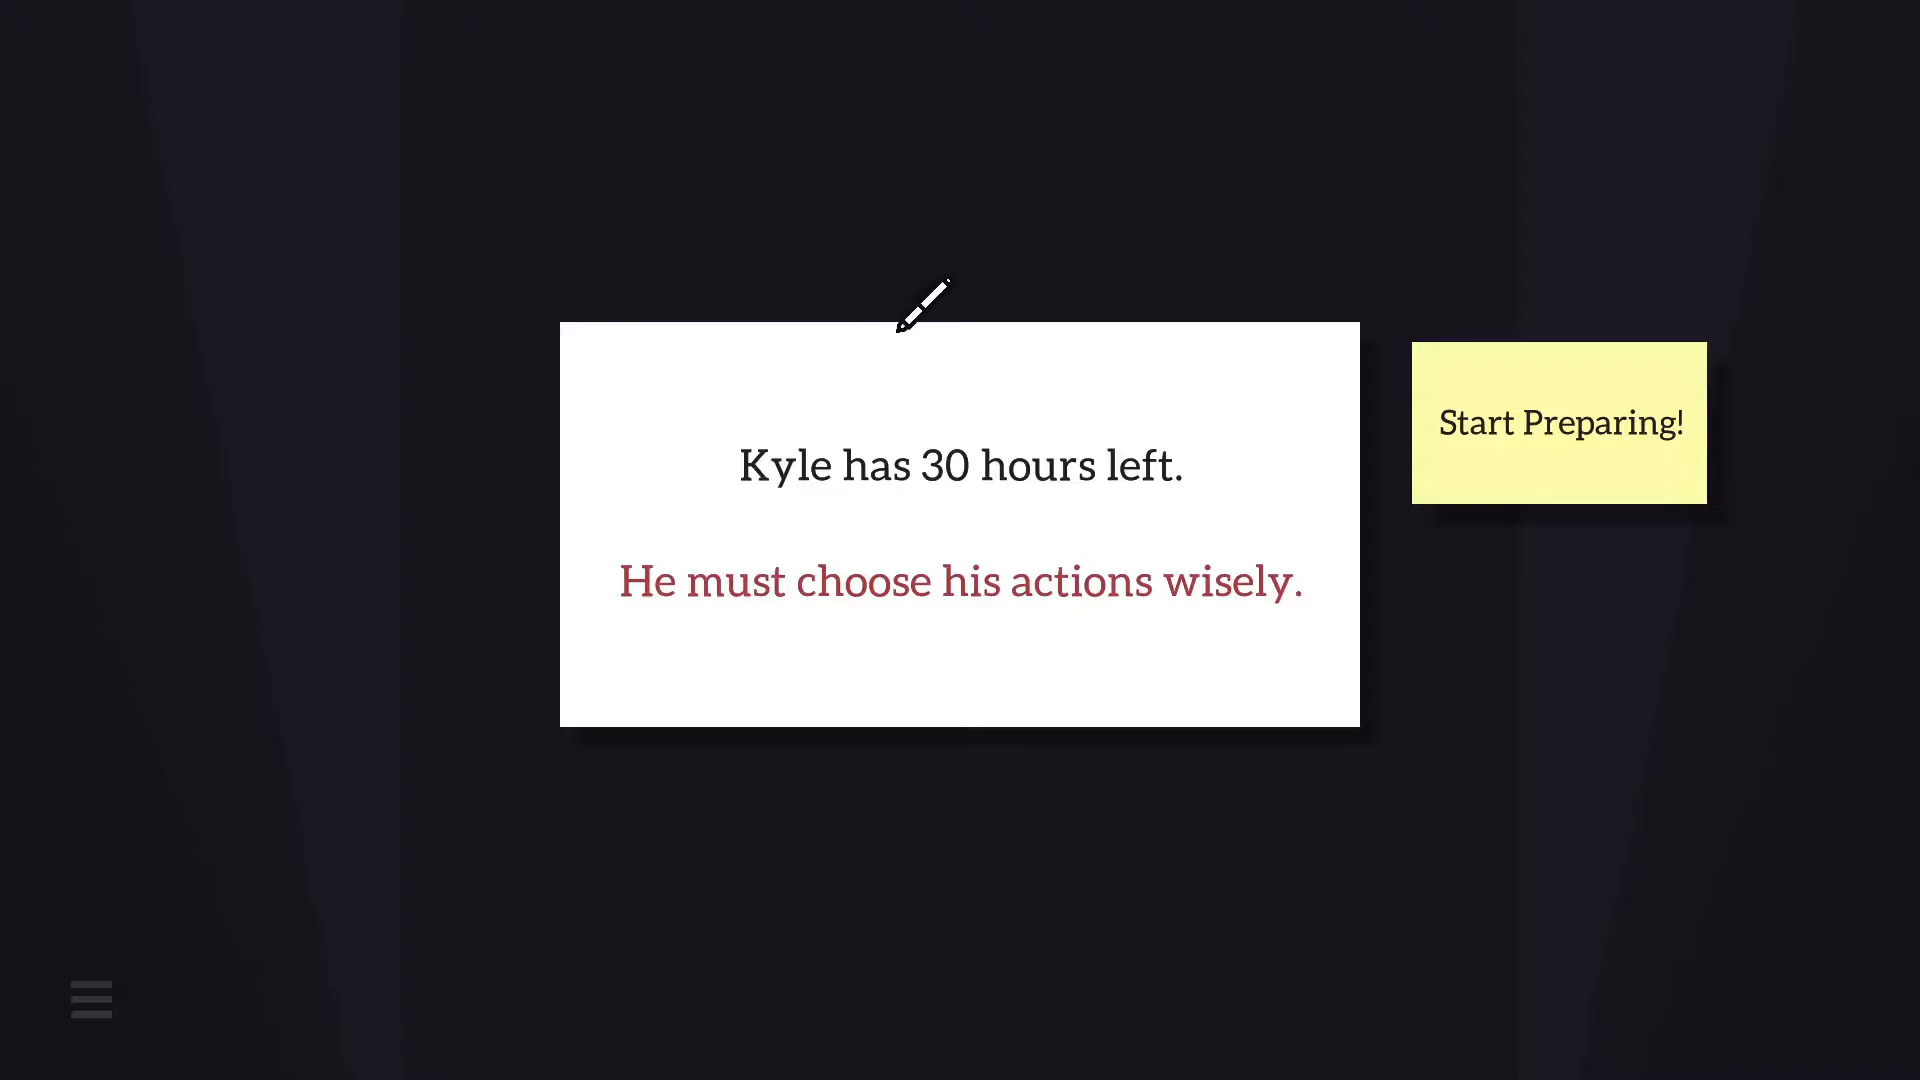 Kyle has 30 hours left.
He must choose his actions wisely.
Start Preparing!